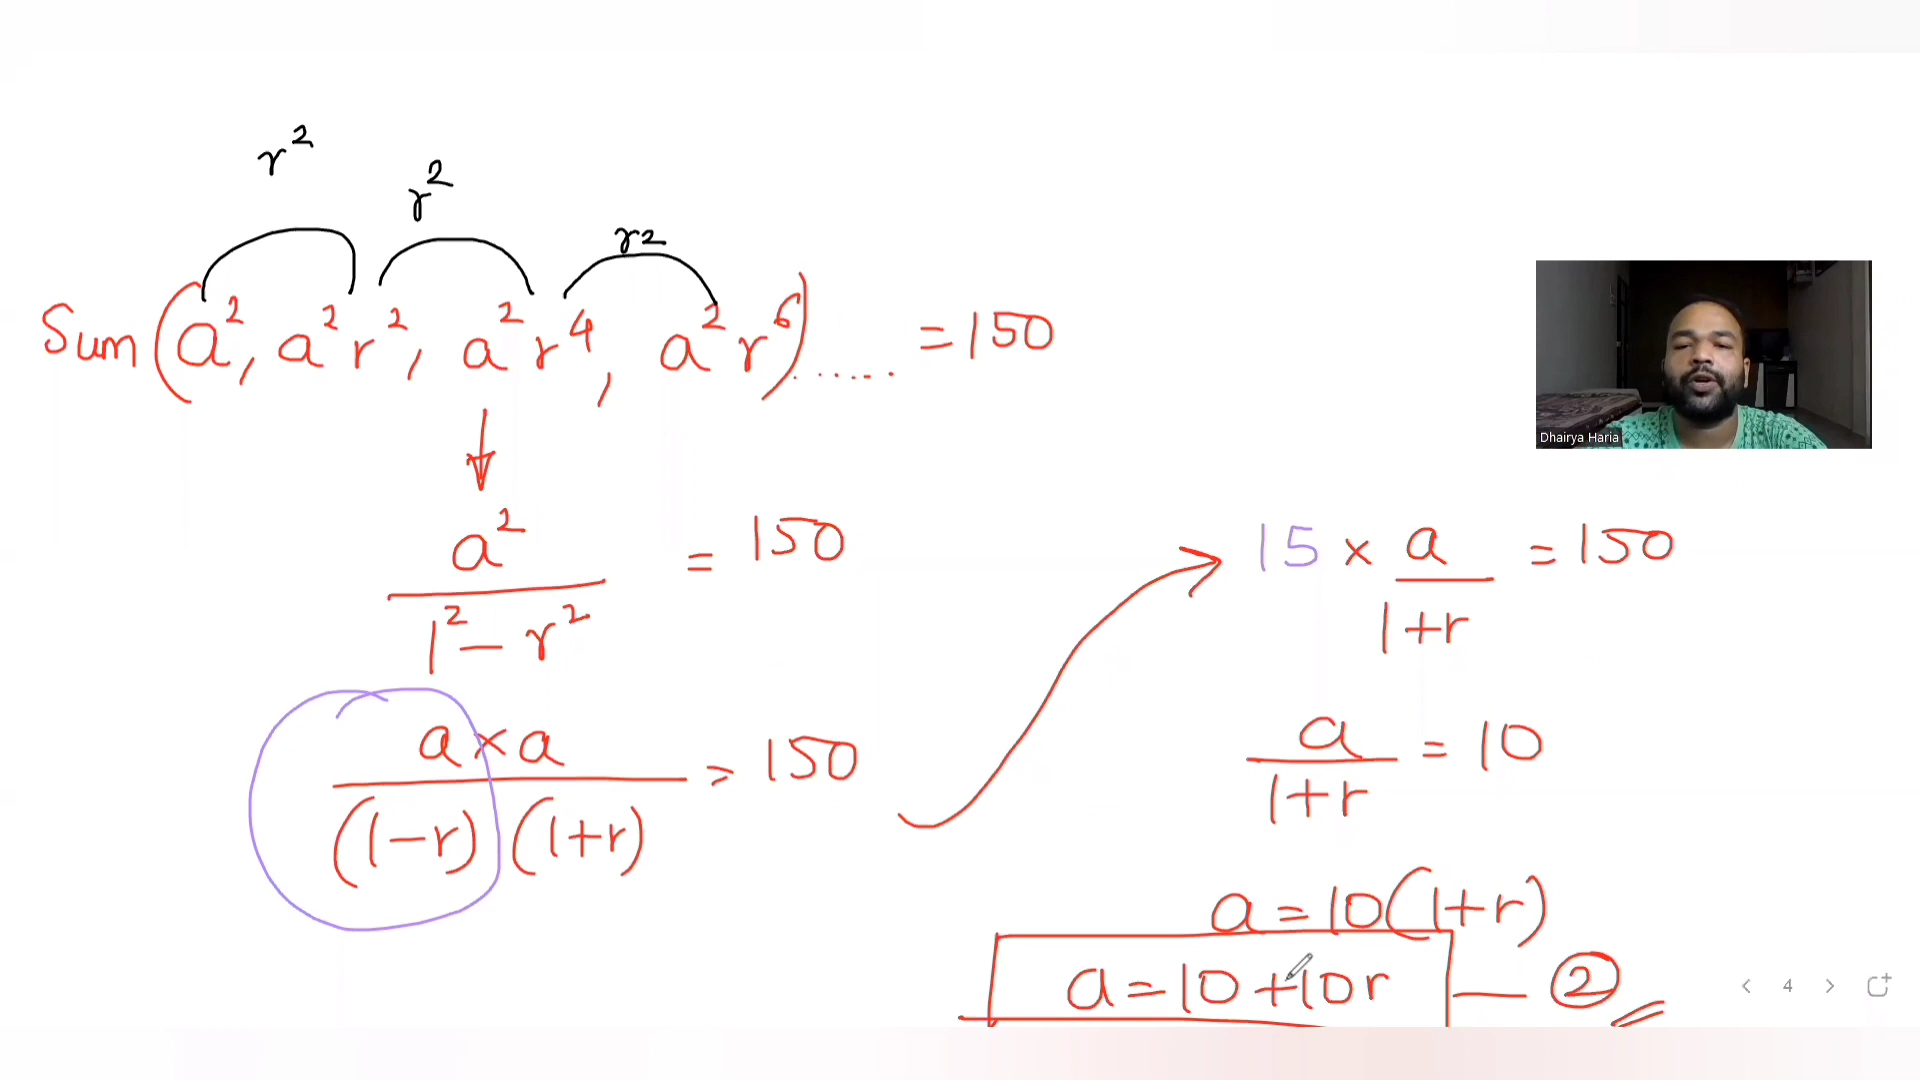 r²
r²
r2
Sum (a², a²r², a²r⁴, a²r⁶)...... = 150
a² / 1² - r² = 150
a × a / (1-r) (1+r) = 150
15 × a / 1+r = 150
a / 1+r = 10
a = 10(1+r)
a = 10 + 10r — ②
Dhairya Haria
< 4 >